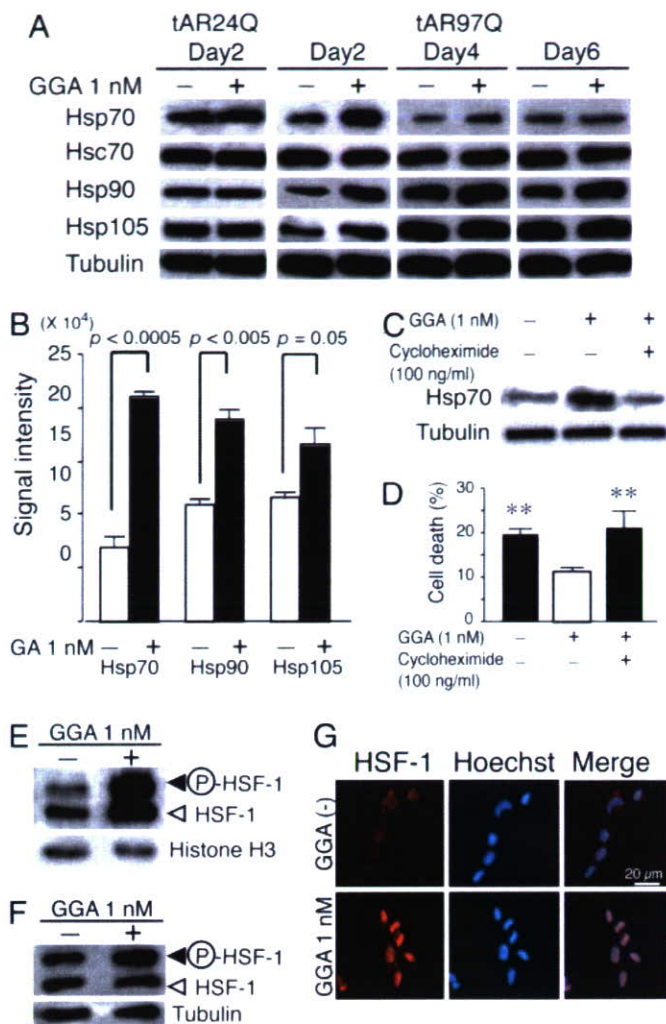 A
tAR24Q tAR97Q
Day2 Day2 Day4 Day6
GGA 1 nM − + − + − + − +
Hsp70
Hsc70
Hsp90
Hsp105
Tubulin
B
(X 10⁴)
p < 0.0005 p < 0.005 p = 0.05
Signal intensity
25
20
15
10
5
0
GA 1 nM − + − + − +
Hsp70 Hsp90 Hsp105
C
GGA (1 nM) − + +
Cycloheximide
(100 ng/ml) +
Hsp70
Tubulin
D
Cell death (%)
30
20
10
0
** **
GGA (1 nM) − + +
Cycloheximide
(100 ng/ml) +
E
GGA 1 nM
− +
P-HSF-1
HSF-1
Histone H3
F
GGA 1 nM
− +
P-HSF-1
HSF-1
Tubulin
G
HSF-1 Hoechst Merge
GGA (-)
20 µm
GGA 1 nM